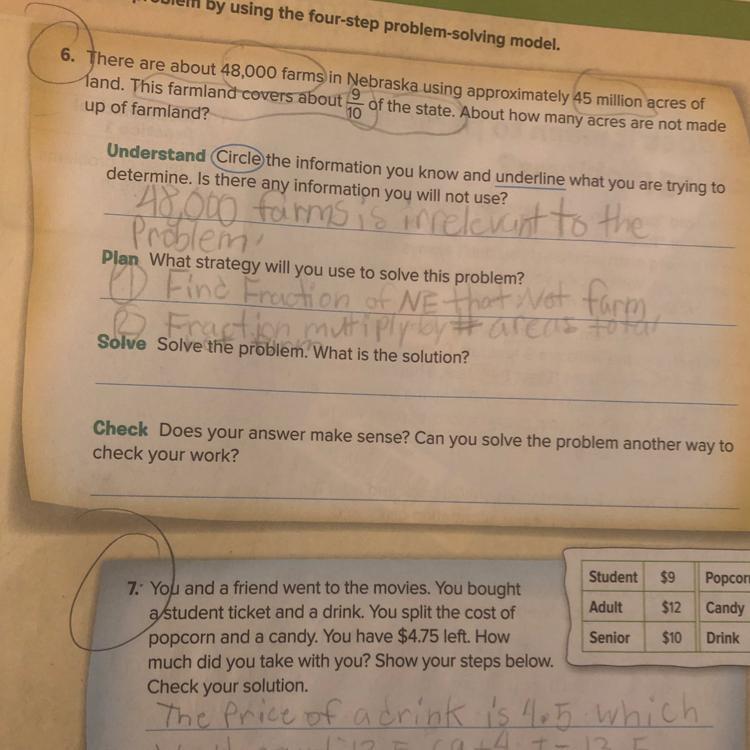 problem by using the four-step problem-solving model.
6. There are about 48,000 farms in Nebraska using approximately 45 million acres of
land. This farmland covers about 9/10 of the state. About how many acres are not made
up of farmland?
Understand Circle the information you know and underline what you are trying to
determine. Is there any information you will not use?
48,000 farms is irrelevant to the
Problem.
Plan What strategy will you use to solve this problem?
① Find Fraction of NE that Not farm
② Fraction multiply by # areas total
Solve Solve the problem. What is the solution?
Check Does your answer make sense? Can you solve the problem another way to
check your work?
7. You and a friend went to the movies. You bought
a student ticket and a drink. You split the cost of
popcorn and a candy. You have $4.75 left. How
much did you take with you? Show your steps below.
Check your solution.
Student $9 Popcorn
Adult $12 Candy
Senior $10 Drink
The Price of a drink is 4.5 which